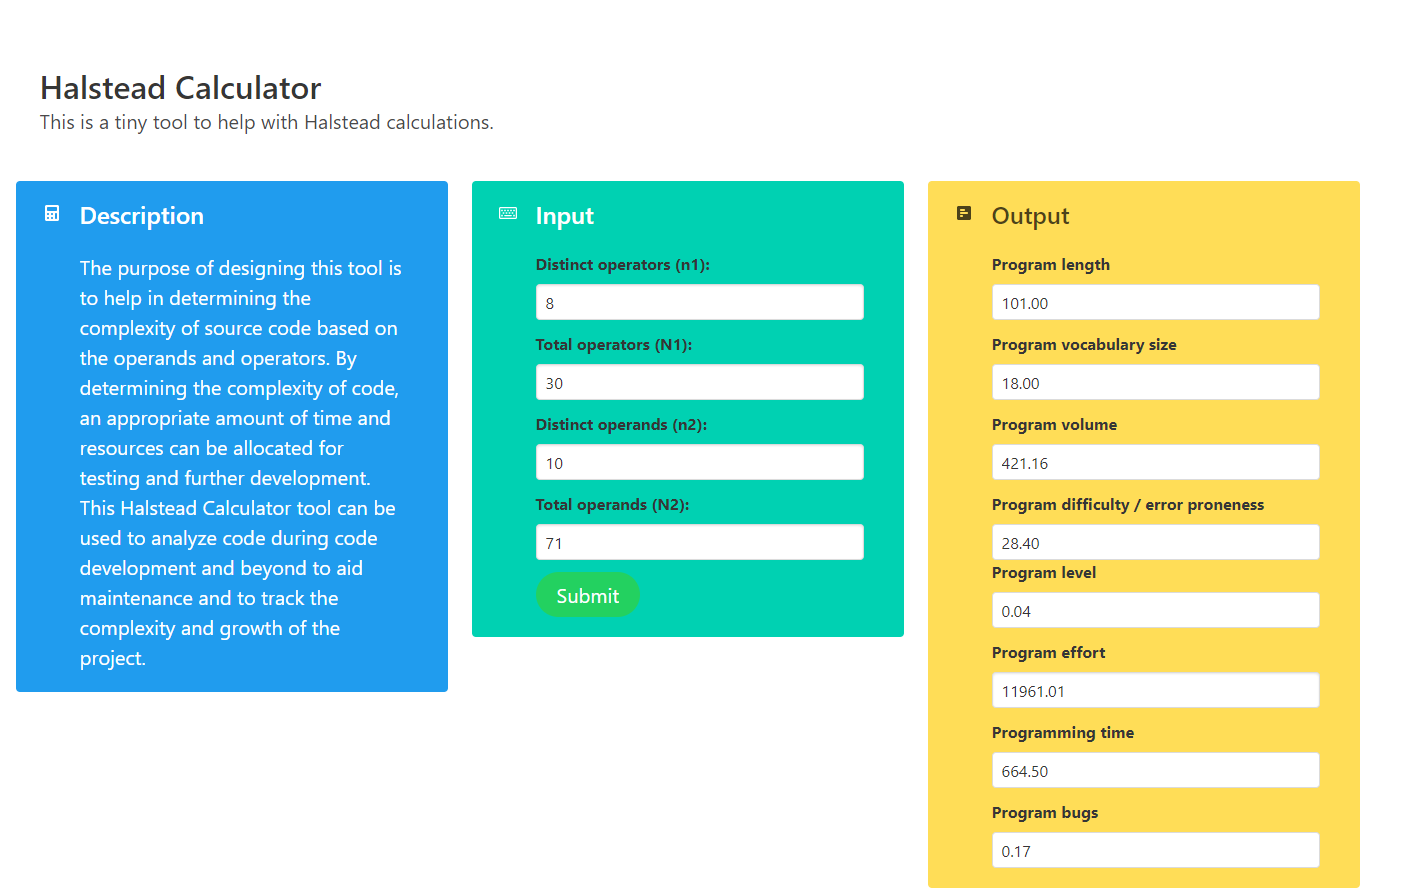 Halstead Calculator
This is a tiny tool to help with Halstead calculations.
Description
The purpose of designing this tool is
to help in determining the
complexity of source code based on
the operands and operators. By
determining the complexity of code,
an appropriate amount of time and
resources can be allocated for
testing and further development.
This Halstead Calculator tool can be
used to analyze code during code
development and beyond to aid
maintenance and to track the
complexity and growth of the
project.
Input
Distinct operators (n1):
8
Total operators (N1):
30
Distinct operands (n2):
10
Total operands (N2):
71
Submit
Output
Program length
101.00
Program vocabulary size
18.00
Program volume
421.16
Program difficulty / error proneness
28.40
Program level
0.04
Program effort
11961.01
Programming time
664.50
Program bugs
0.17